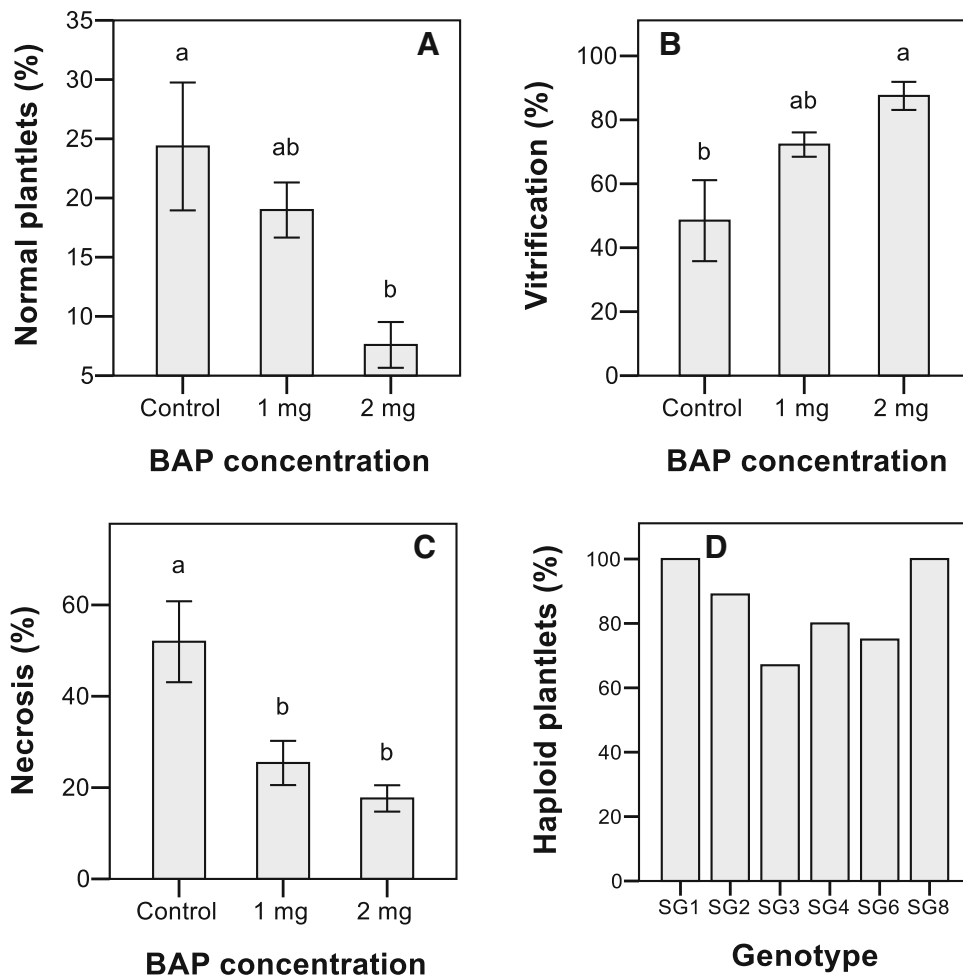 A
Normal plantlets (%)
35
30
25
20
15
10
5
a
ab
b
Control 1 mg 2 mg
BAP concentration
B
Vitrification (%)
100
80
60
40
20
0
b
ab
a
Control 1 mg 2 mg
BAP concentration
C
Necrosis (%)
60
40
20
0
a
b
b
Control 1 mg 2 mg
BAP concentration
D
Haploid plantlets (%)
100
80
60
40
20
0
SG1 SG2 SG3 SG4 SG6 SG8
Genotype